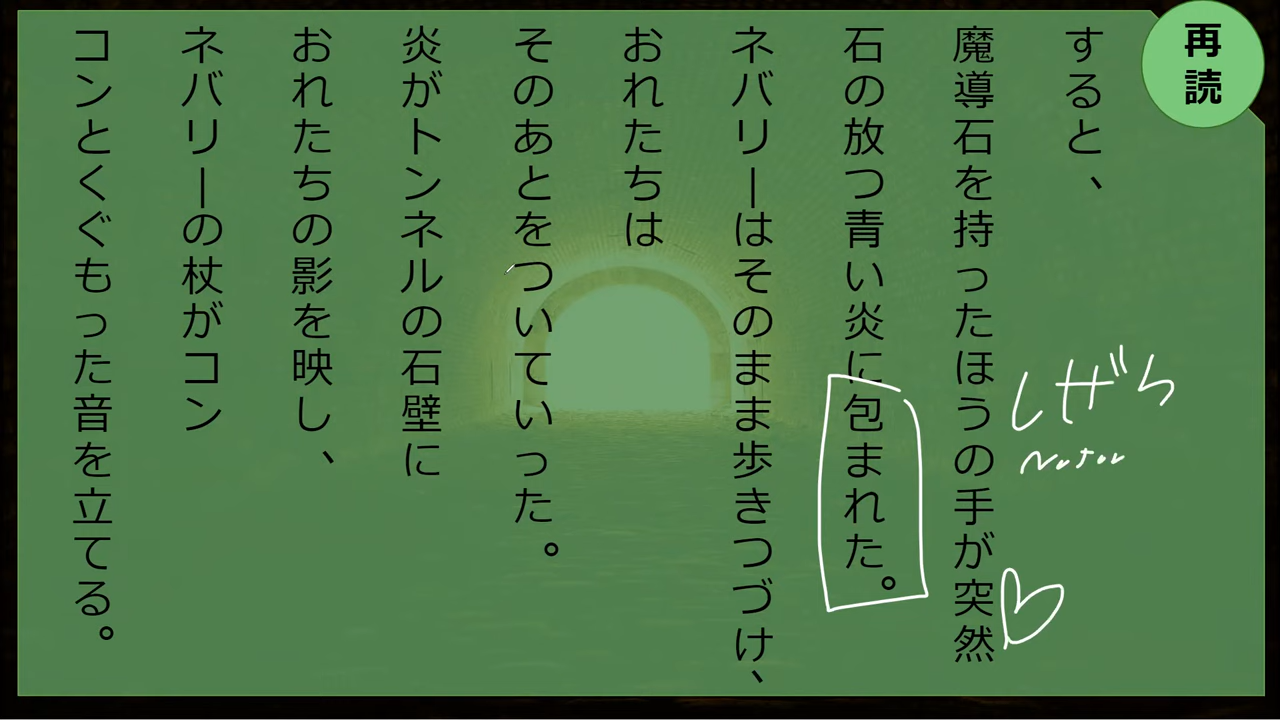 再読
すると、
魔導石を持ったほうの手が突然
石の放つ青い炎に包まれた。
ネバリーはそのまま歩きつづけ、
おれたちは
そのあとをついていった。
炎がトンネルの石壁に
おれたちの影を映し、
ネバリーの杖がコン
コンとくぐもった音を立てる。